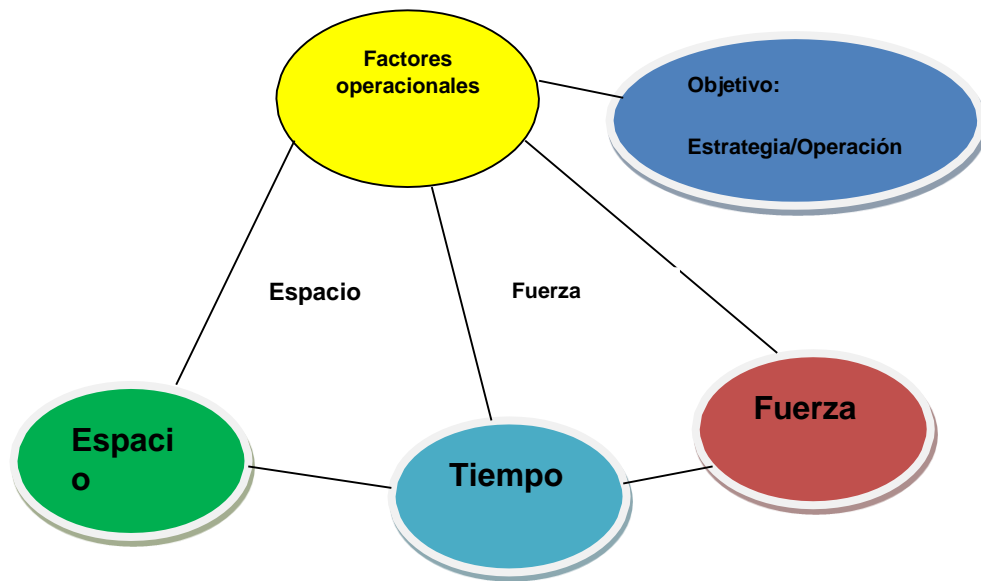 Factores
operacionales
Objetivo:
Estrategia/Operación
Espacio
Fuerza
Espaci
o
Tiempo
Fuerza